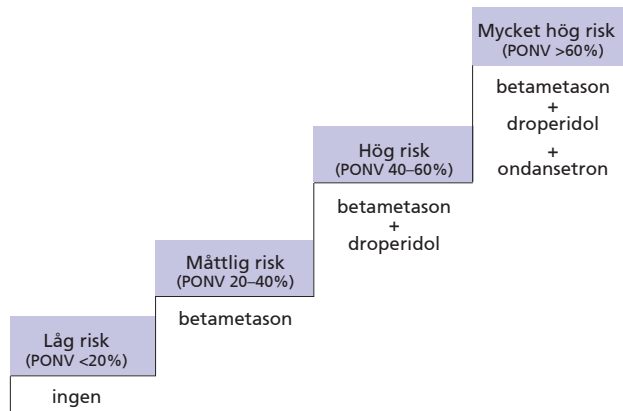 Mycket hög risk
(PONV >60%)
betametason
+
droperidol
+
ondansetron
Hög risk
(PONV 40–60%)
betametason
+
droperidol
Måttlig risk
(PONV 20–40%)
betametason
Låg risk
(PONV <20%)
ingen